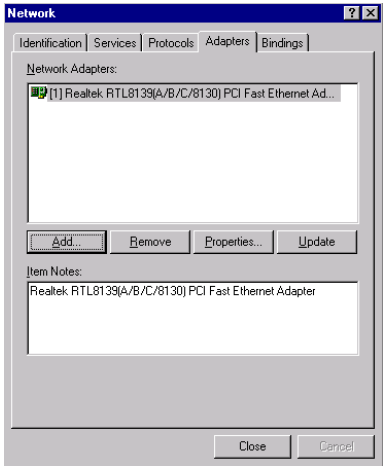 Network
Identification Services Protocols Adapters Bindings
Network Adapters:
[1] Realtek RTL8139(A/B/C/8130) PCI Fast Ethernet Ad...
Add... Remove Properties... Update
Item Notes:
Realtek RTL8139(A/B/C/8130) PCI Fast Ethernet Adapter
Close Cancel